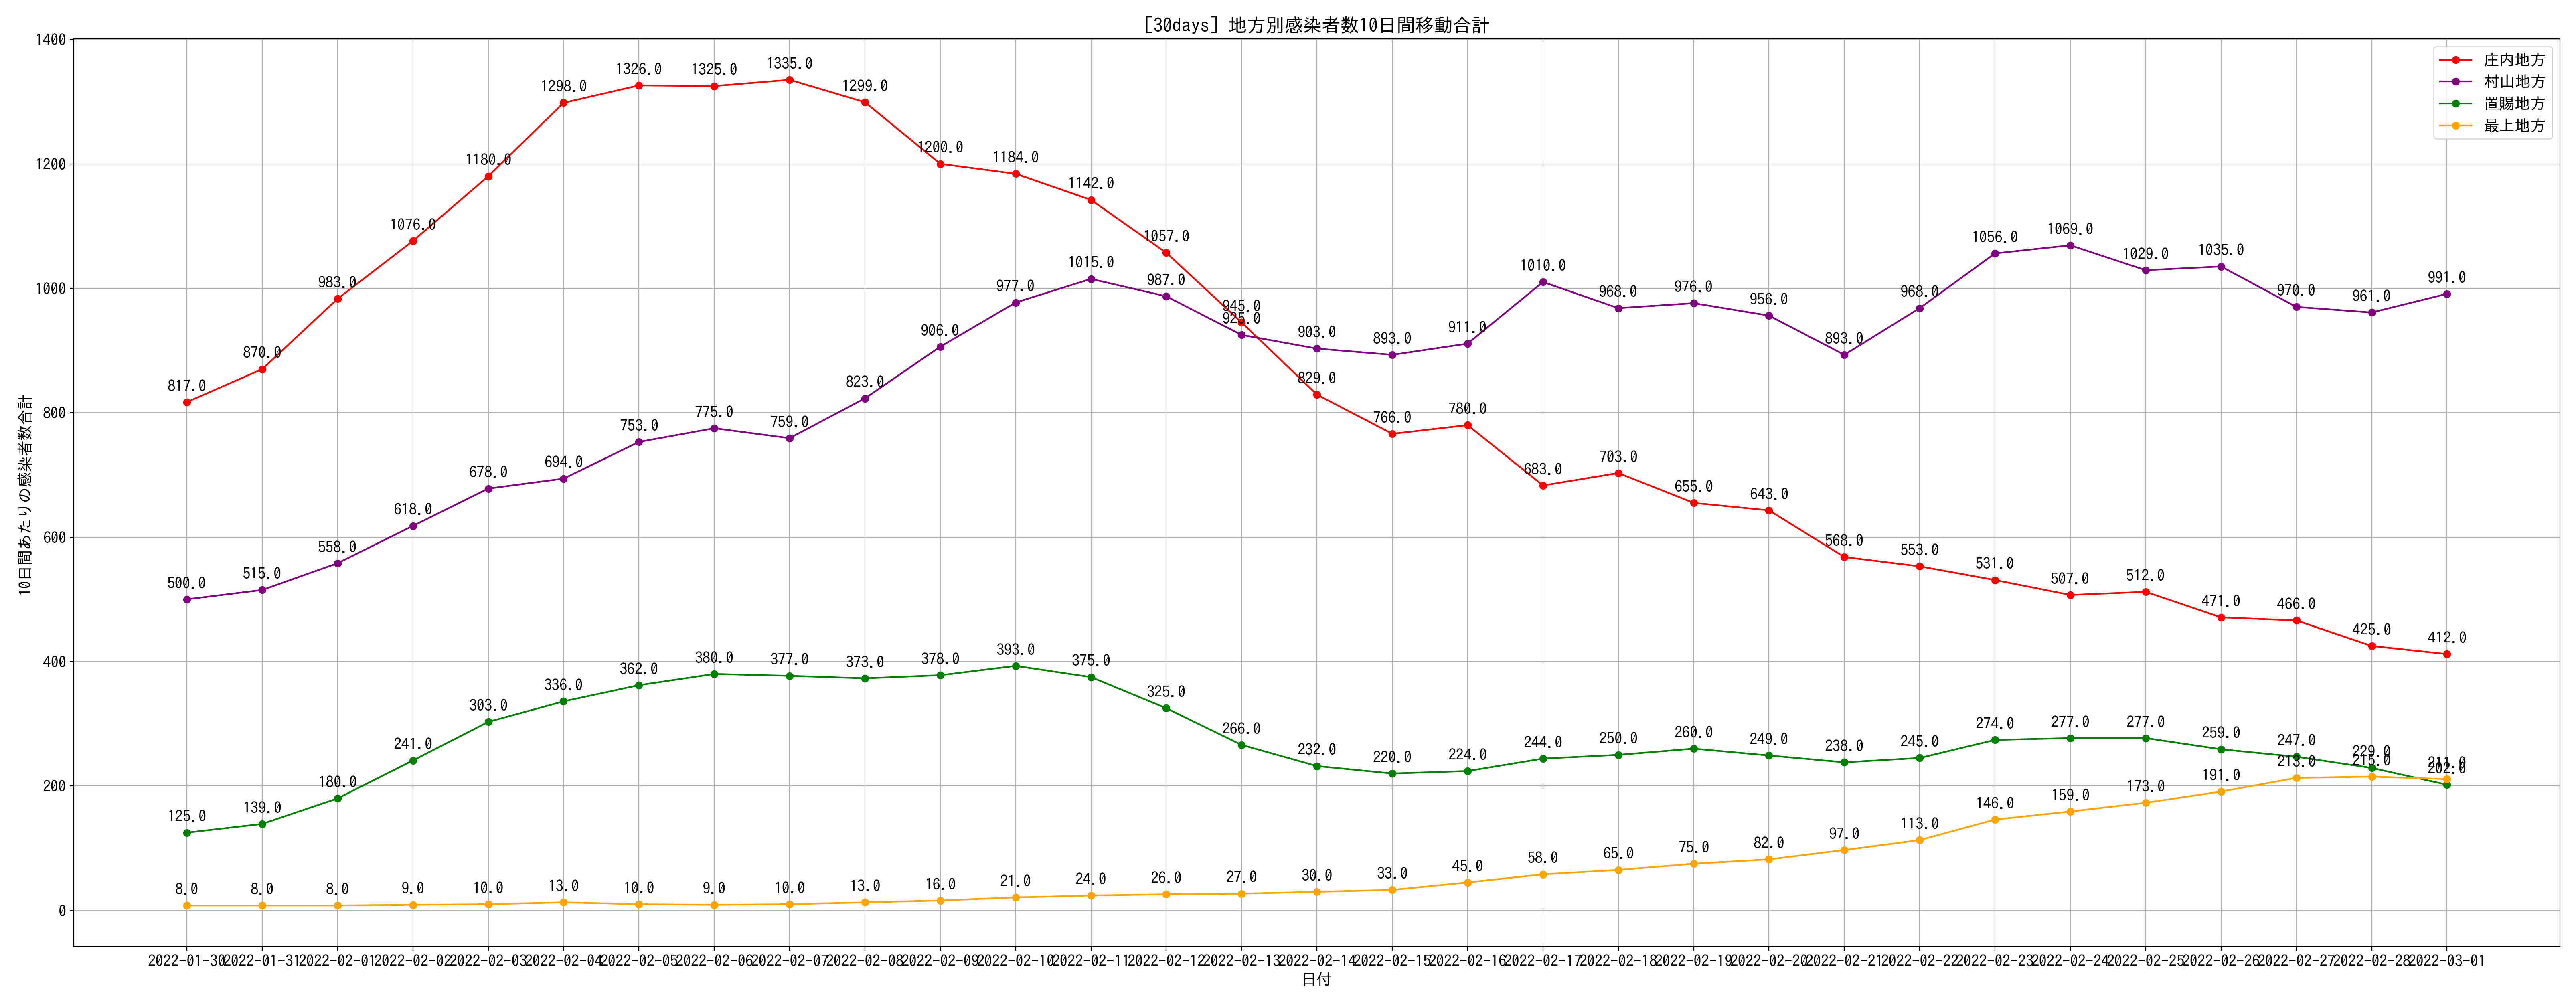 [30days] 地方別感染者数10日間移動合計
庄内地方
村山地方
置賜地方
最上地方
10日間あたりの感染者数合計
1400
1200
1000
800
600
400
200
0
817.0 870.0 983.0 1076.0 1180.0 1298.0 1326.0 1325.0 1335.0 1299.0 1200.0 1184.0 1142.0 1057.0 945.0 829.0 766.0 780.0 683.0 703.0 655.0 643.0 568.0 553.0 531.0 507.0 512.0 471.0 466.0 425.0 412.0
500.0 515.0 558.0 618.0 678.0 694.0 753.0 775.0 759.0 823.0 906.0 977.0 1015.0 987.0 925.0 903.0 893.0 911.0 1010.0 968.0 976.0 956.0 893.0 968.0 1056.0 1069.0 1029.0 1035.0 970.0 961.0 991.0
125.0 139.0 180.0 241.0 303.0 336.0 362.0 380.0 377.0 373.0 378.0 393.0 375.0 325.0 266.0 232.0 220.0 224.0 244.0 250.0 260.0 249.0 238.0 245.0 274.0 277.0 277.0 259.0 247.0 229.0 202.0
8.0 8.0 8.0 9.0 10.0 13.0 10.0 9.0 10.0 13.0 16.0 21.0 24.0 26.0 27.0 30.0 33.0 45.0 58.0 65.0 75.0 82.0 97.0 113.0 146.0 159.0 173.0 191.0 213.0 215.0 211.0
2022-01-30 2022-01-31 2022-02-01 2022-02-02 2022-02-03 2022-02-04 2022-02-05 2022-02-06 2022-02-07 2022-02-08 2022-02-09 2022-02-10 2022-02-11 2022-02-12 2022-02-13 2022-02-14 2022-02-15 2022-02-16 2022-02-17 2022-02-18 2022-02-19 2022-02-20 2022-02-21 2022-02-22 2022-02-23 2022-02-24 2022-02-25 2022-02-26 2022-02-27 2022-02-28 2022-03-01
日付